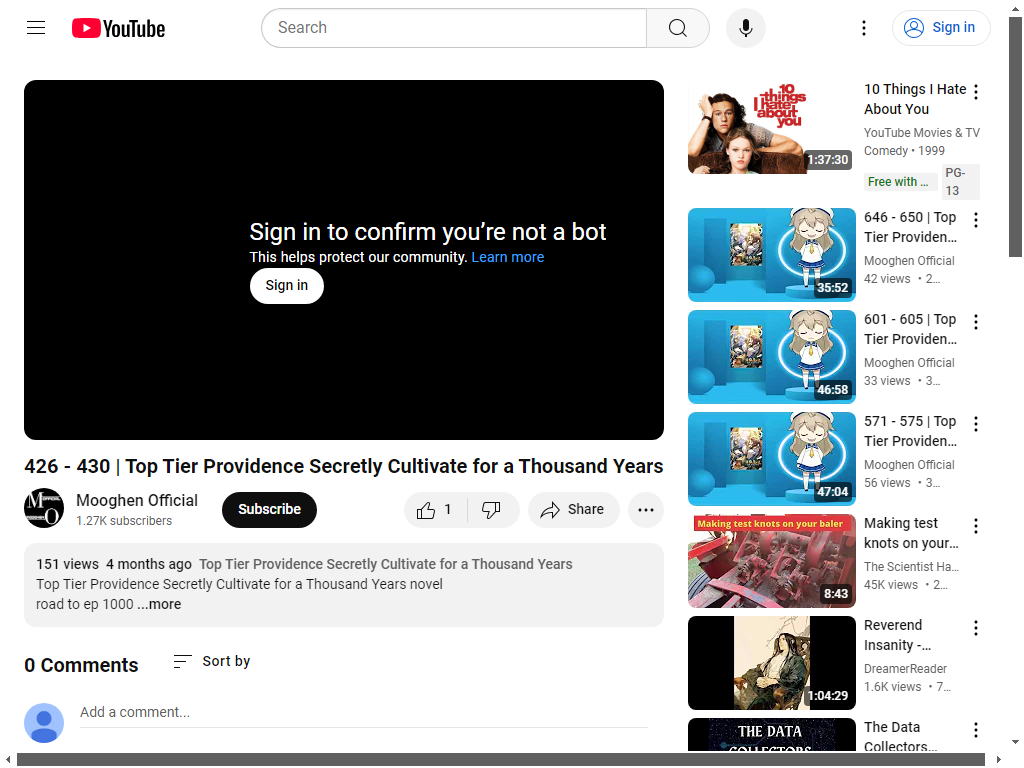 YouTube
Search
Sign in
Sign in to confirm you’re not a bot
This helps protect our community. Learn more
Sign in
426 - 430 | Top Tier Providence Secretly Cultivate for a Thousand Years
Mooghen Official
1.27K subscribers
Subscribe
1
Share
151 views 4 months ago Top Tier Providence Secretly Cultivate for a Thousand Years
Top Tier Providence Secretly Cultivate for a Thousand Years novel
road to ep 1000 ...more
0 Comments
Sort by
Add a comment...
10 things i hate about you
1:37:30
10 Things I Hate
About You
YouTube Movies & TV
Comedy • 1999
Free with ...
PG-
13
35:52
646 - 650 | Top
Tier Providen...
Mooghen Official
42 views • 2...
46:58
601 - 605 | Top
Tier Providen...
Mooghen Official
33 views • 3...
47:04
571 - 575 | Top
Tier Providen...
Mooghen Official
56 views • 3...
Making test knots on your baler
8:43
Making test
knots on your...
The Scientist Ha...
45K views • 2...
1:04:29
Reverend
Insanity -...
DreamerReader
1.6K views • 7...
THE DATA
COLLECTORS
The Data
Collectors...